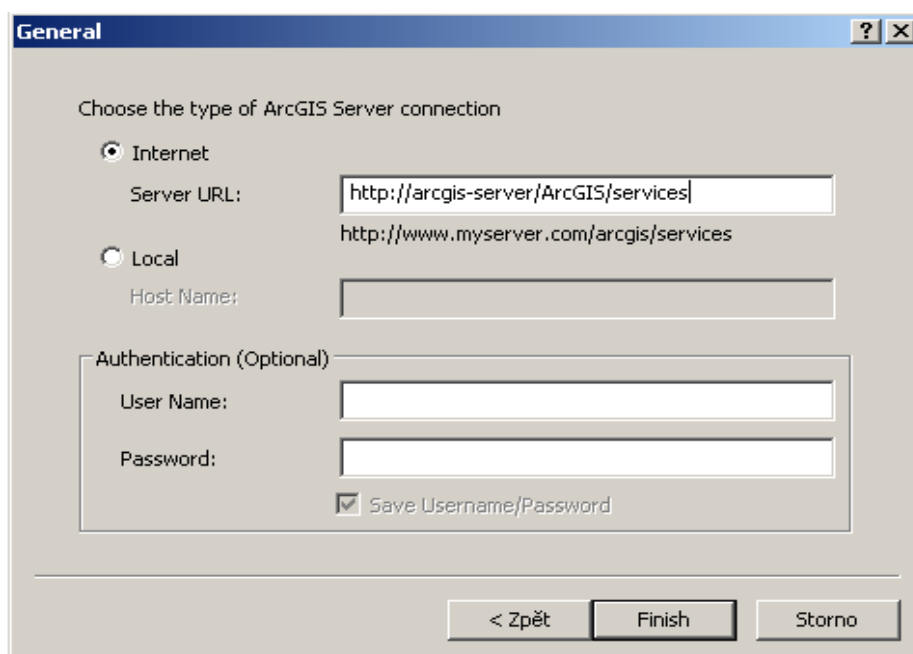 General
Choose the type of ArcGIS Server connection
Internet
Server URL: http://arcgis-server/ArcGIS/services
http://www.myserver.com/arcgis/services
Local
Host Name:
Authentication (Optional)
User Name:
Password:
Save Username/Password
< Zpět Finish Storno